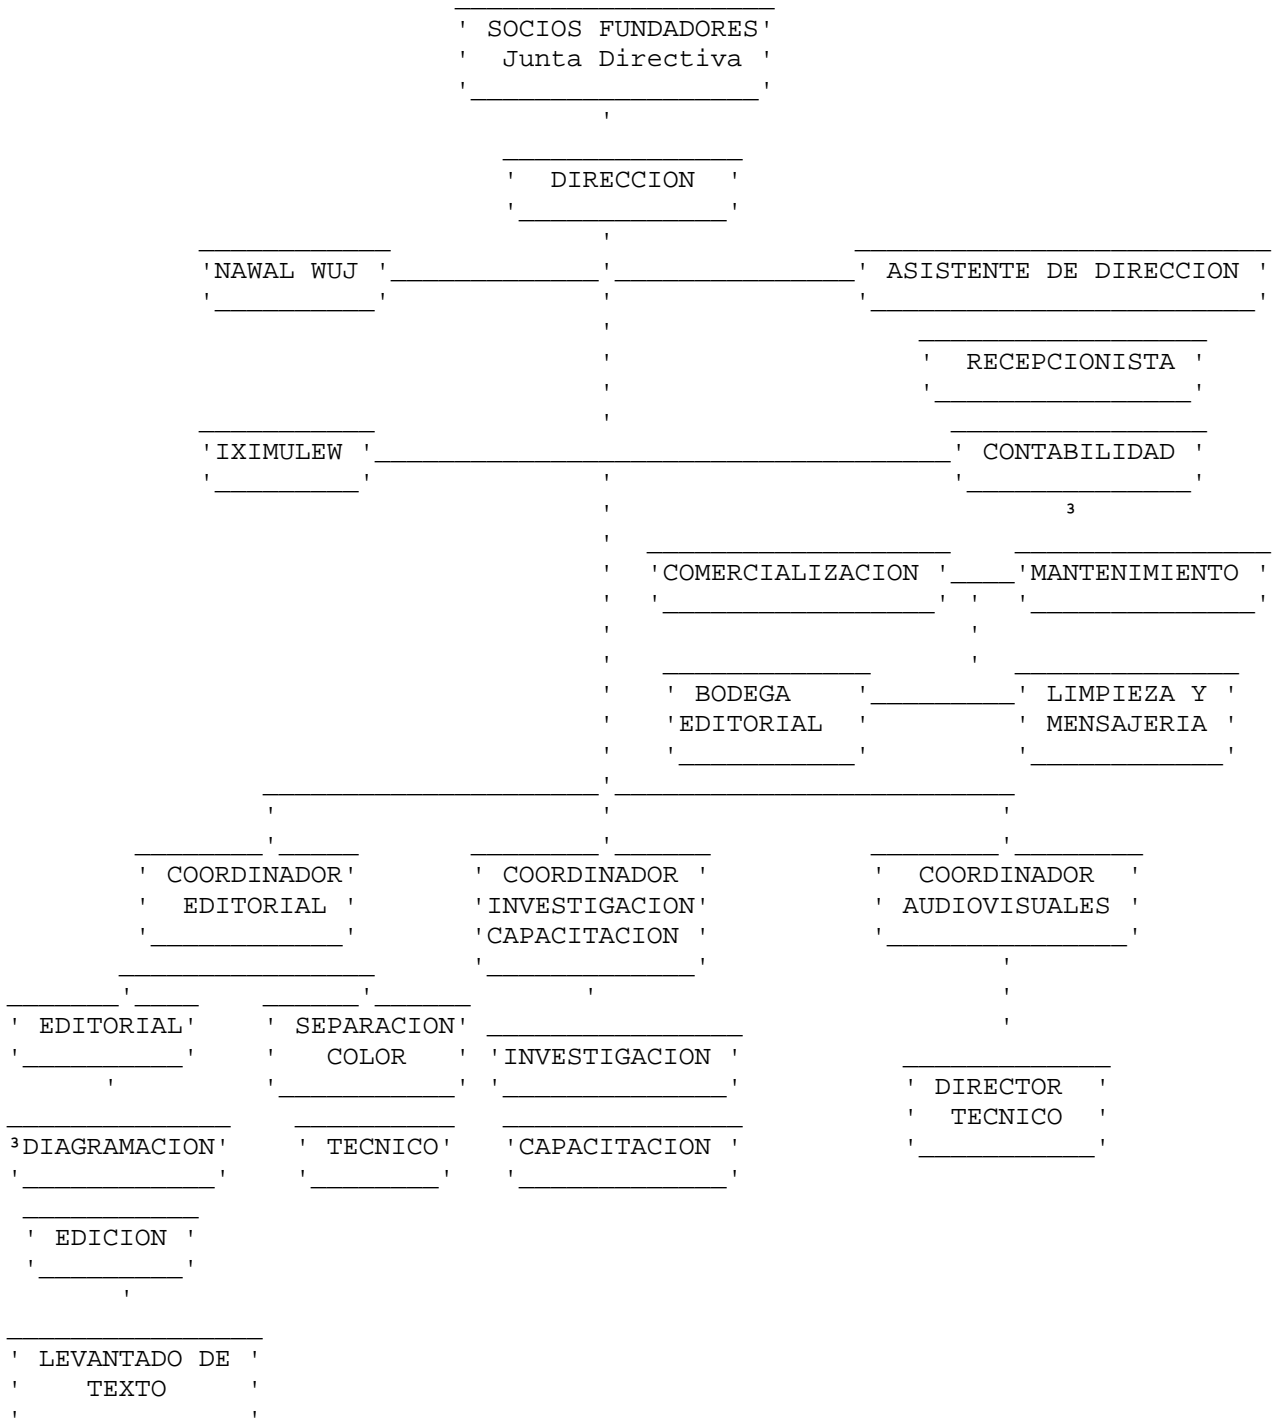 SOCIOS FUNDADORES
Junta Directiva
DIRECCION
NAWAL WUJ
ASISTENTE DE DIRECCION
RECEPCIONISTA
IXIMULEW
CONTABILIDAD
³
COMERCIALIZACION
MANTENIMIENTO
BODEGA
EDITORIAL
LIMPIEZA Y
MENSAJERIA
COORDINADOR
EDITORIAL
COORDINADOR
INVESTIGACION
CAPACITACION
COORDINADOR
AUDIOVISUALES
EDITORIAL
SEPARACION
COLOR
INVESTIGACION
DIRECTOR
TECNICO
³DIAGRAMACION
TECNICO
CAPACITACION
EDICION
LEVANTADO DE
TEXTO